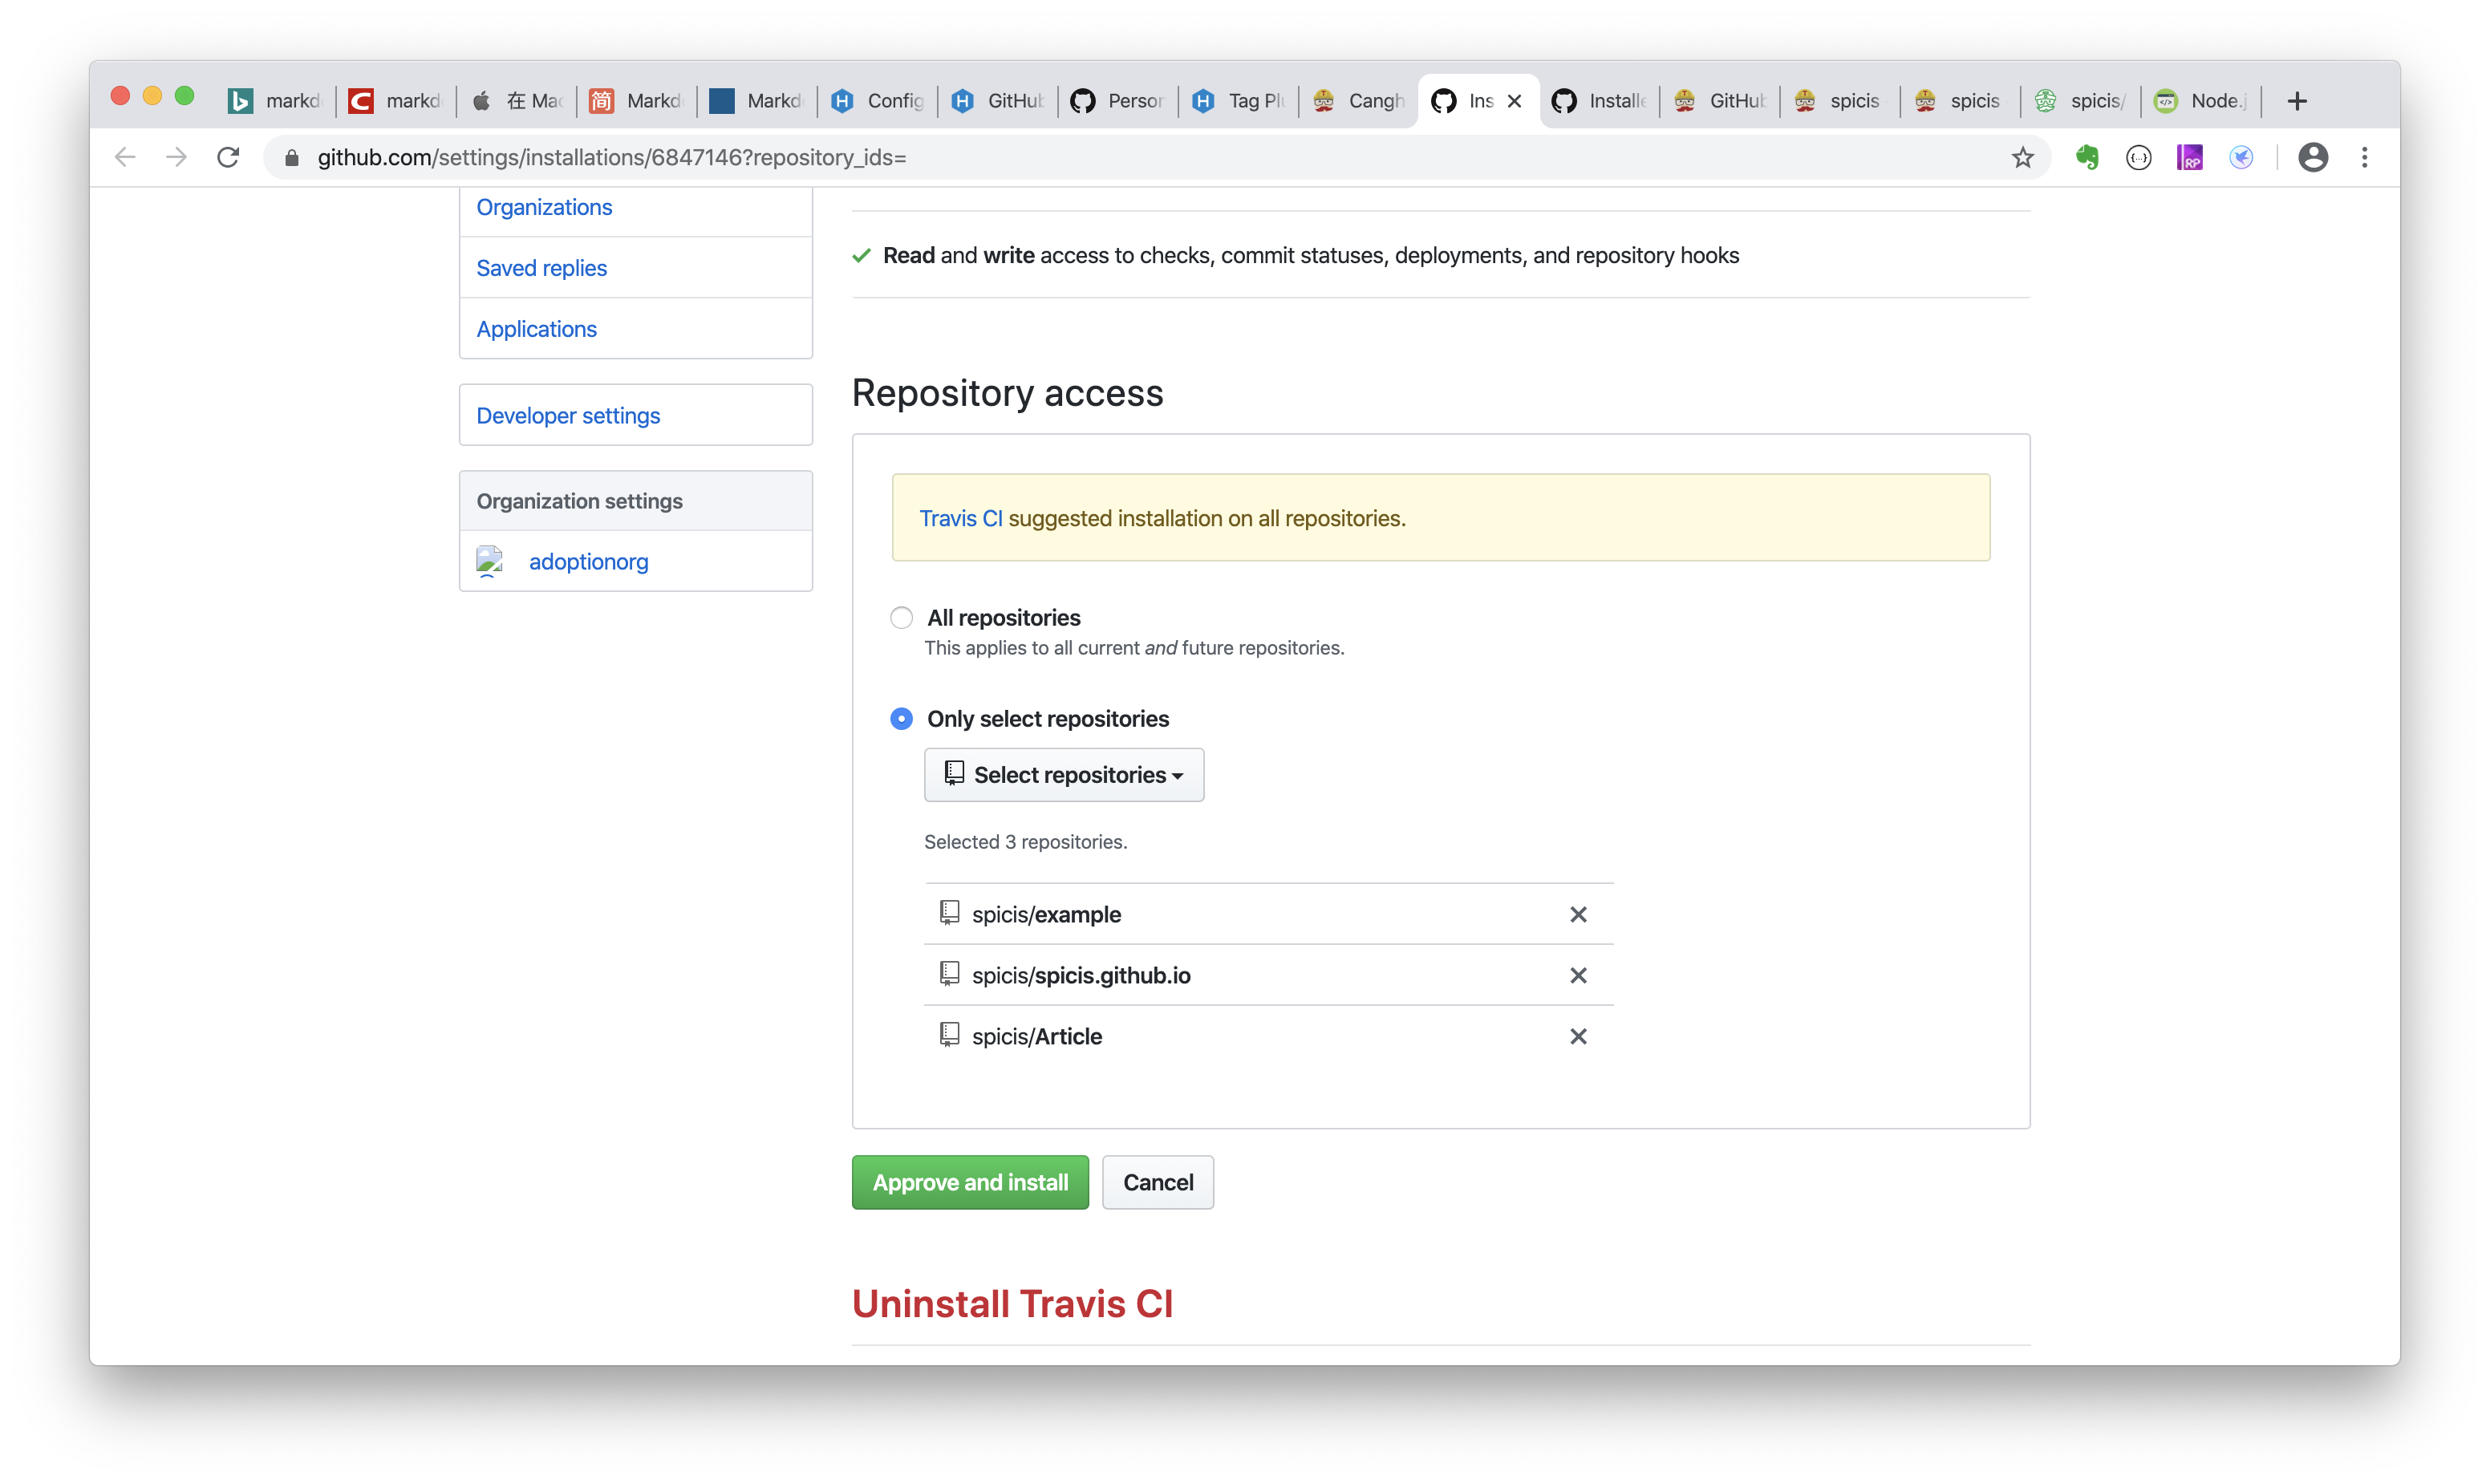 markd
markd
在 Mac
简 Markd
Markd
Config
GitHub
Person
Tag Plu
Cangh
Ins
Installe
GitHub
spicis
spicis
spicis/
Node.j
github.com/settings/installations/6847146?repository_ids=
RP
Organizations
Saved replies
Applications
Developer settings
Organization settings
adoptionorg
Read and write access to checks, commit statuses, deployments, and repository hooks
Repository access
Travis CI suggested installation on all repositories.
All repositories
This applies to all current and future repositories.
Only select repositories
Select repositories
Selected 3 repositories.
spicis/example
spicis/spicis.github.io
spicis/Article
Approve and install
Cancel
Uninstall Travis CI